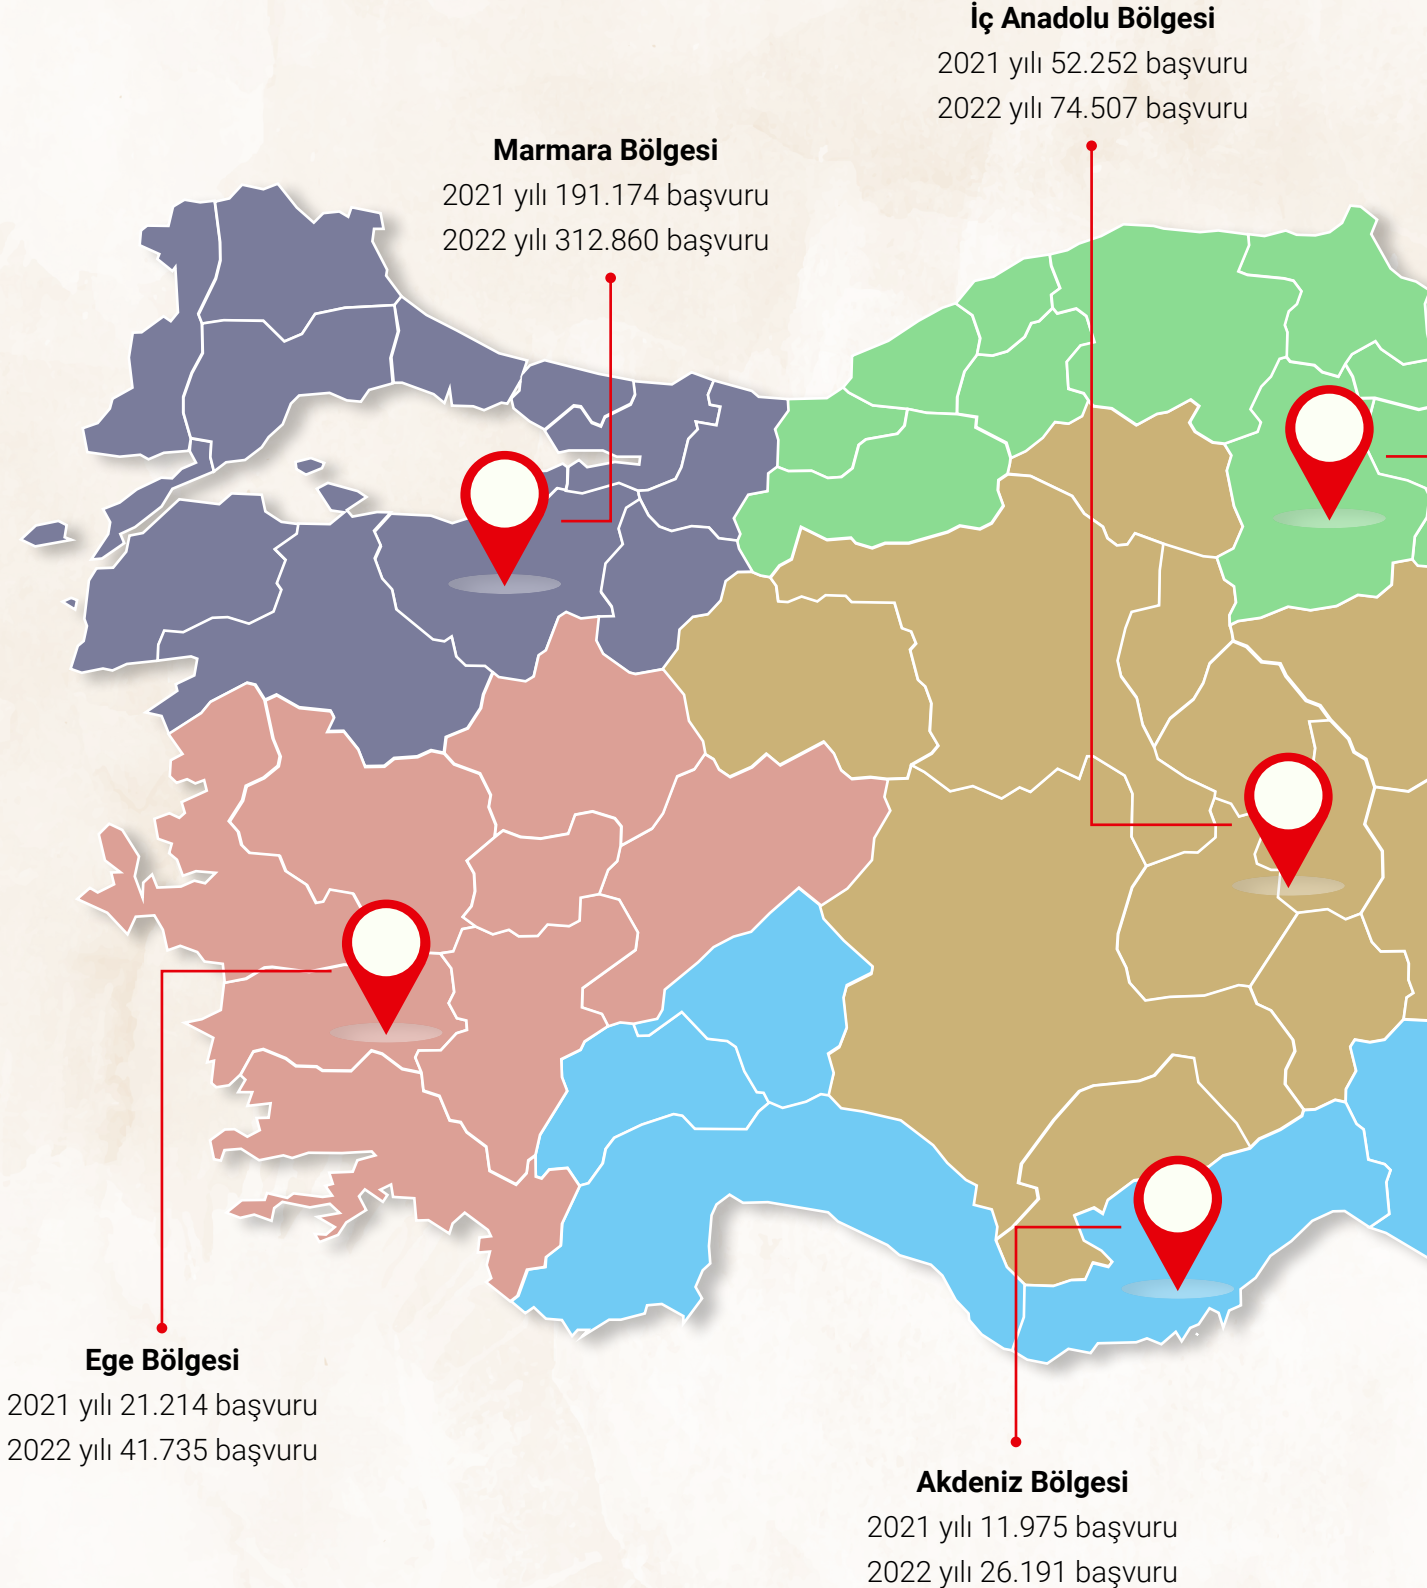 İç Anadolu Bölgesi
2021 yılı 52.252 başvuru
2022 yılı 74.507 başvuru
Marmara Bölgesi
2021 yılı 191.174 başvuru
2022 yılı 312.860 başvuru
Ege Bölgesi
2021 yılı 21.214 başvuru
2022 yılı 41.735 başvuru
Akdeniz Bölgesi
2021 yılı 11.975 başvuru
2022 yılı 26.191 başvuru